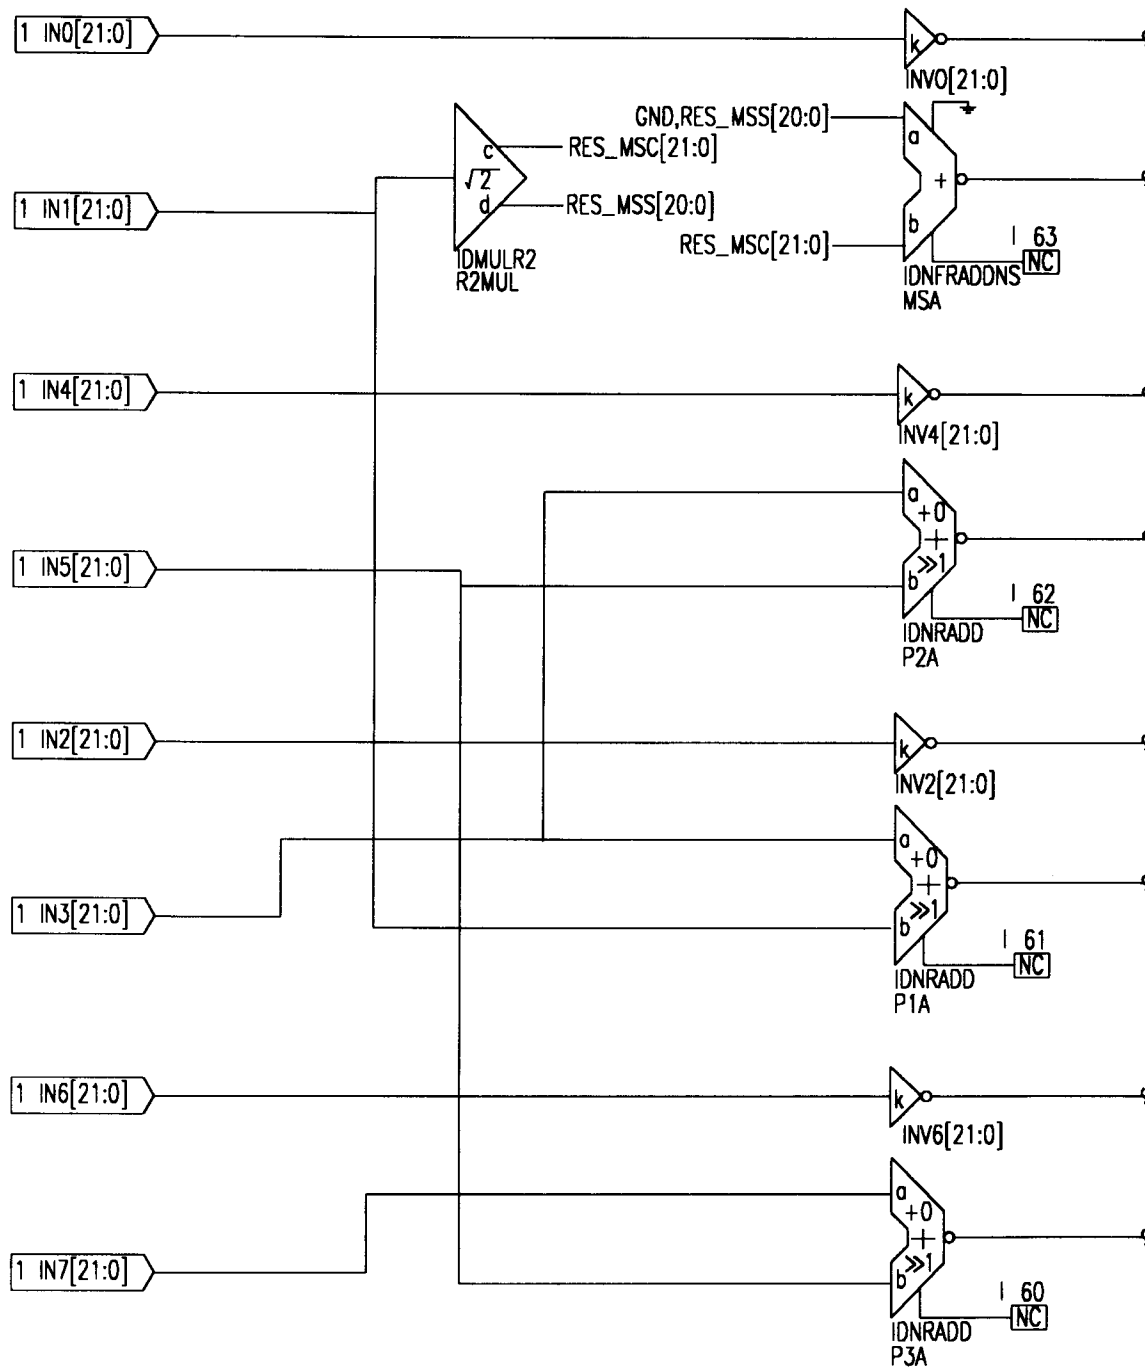 1 IN0[21:0]
k
INV0[21:0]
GND,RES_MSS[20:0]
a
c
RES_MSC[21:0]
√2
+
1 IN1[21:0]
d
RES_MSS[20:0]
b
RES_MSC[21:0]
I 63
NC
IDMULR2
R2MUL
IDNFRADDNS
MSA
1 IN4[21:0]
k
INV4[21:0]
a
+0
+
1 IN5[21:0]
b ≫1
I 62
NC
IDNRADD
P2A
1 IN2[21:0]
k
INV2[21:0]
a
+0
+
1 IN3[21:0]
b ≫1
I 61
NC
IDNRADD
P1A
1 IN6[21:0]
k
INV6[21:0]
a
+0
+
1 IN7[21:0]
b ≫1
I 60
NC
IDNRADD
P3A